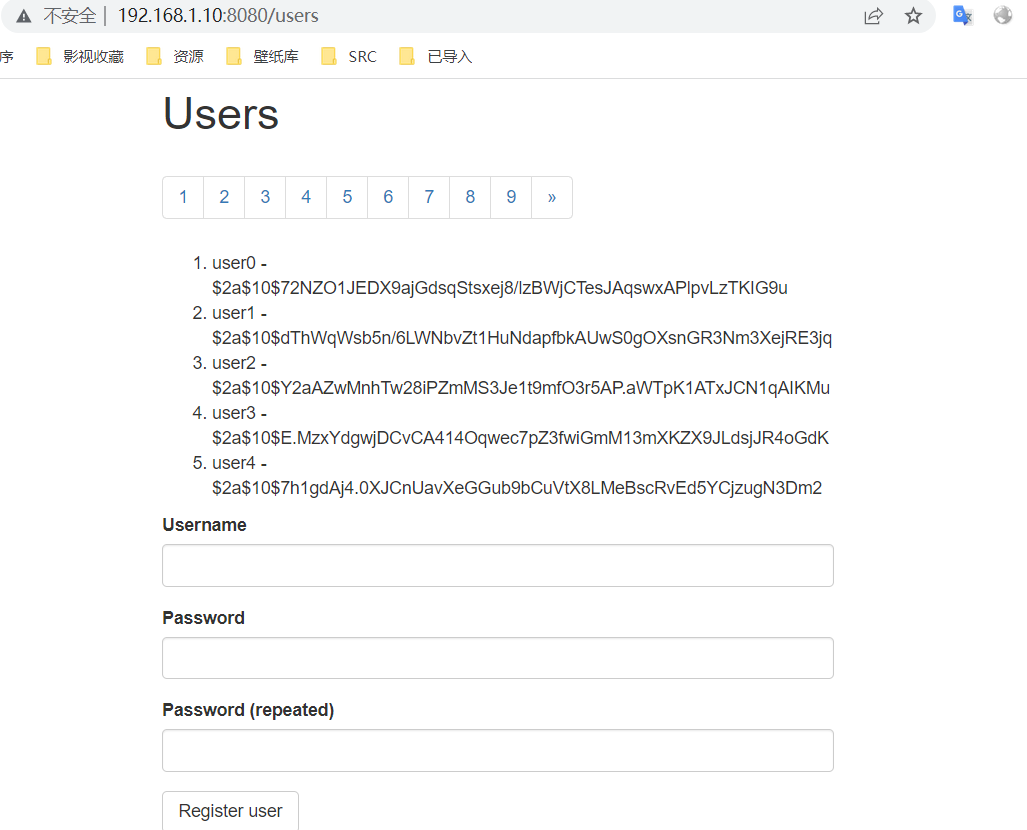 不安全 | 192.168.1.10:8080/users
序 影视收藏 资源 壁纸库 SRC 已导入
Users
1 2 3 4 5 6 7 8 9 »
1. user0 -
$2a$10$72NZO1JEDX9ajGdsqStsxej8/lzBWjCTesJAqswxAPlpvLzTKIG9u
2. user1 -
$2a$10$dThWqWsb5n/6LWNbvZt1HuNdapfbkAUwS0gOXsnGR3Nm3XejRE3jq
3. user2 -
$2a$10$Y2aAZwMnhTw28iPZmMS3Je1t9mfO3r5AP.aWTpK1ATxJCN1qAIKMu
4. user3 -
$2a$10$E.MzxYdgwjDCvCA414Oqwec7pZ3fwiGmM13mXKZX9JLdsjJR4oGdK
5. user4 -
$2a$10$7h1gdAj4.0XJCnUavXeGGub9bCuVtX8LMeBscRvEd5YCjzugN3Dm2
Username
Password
Password (repeated)
Register user